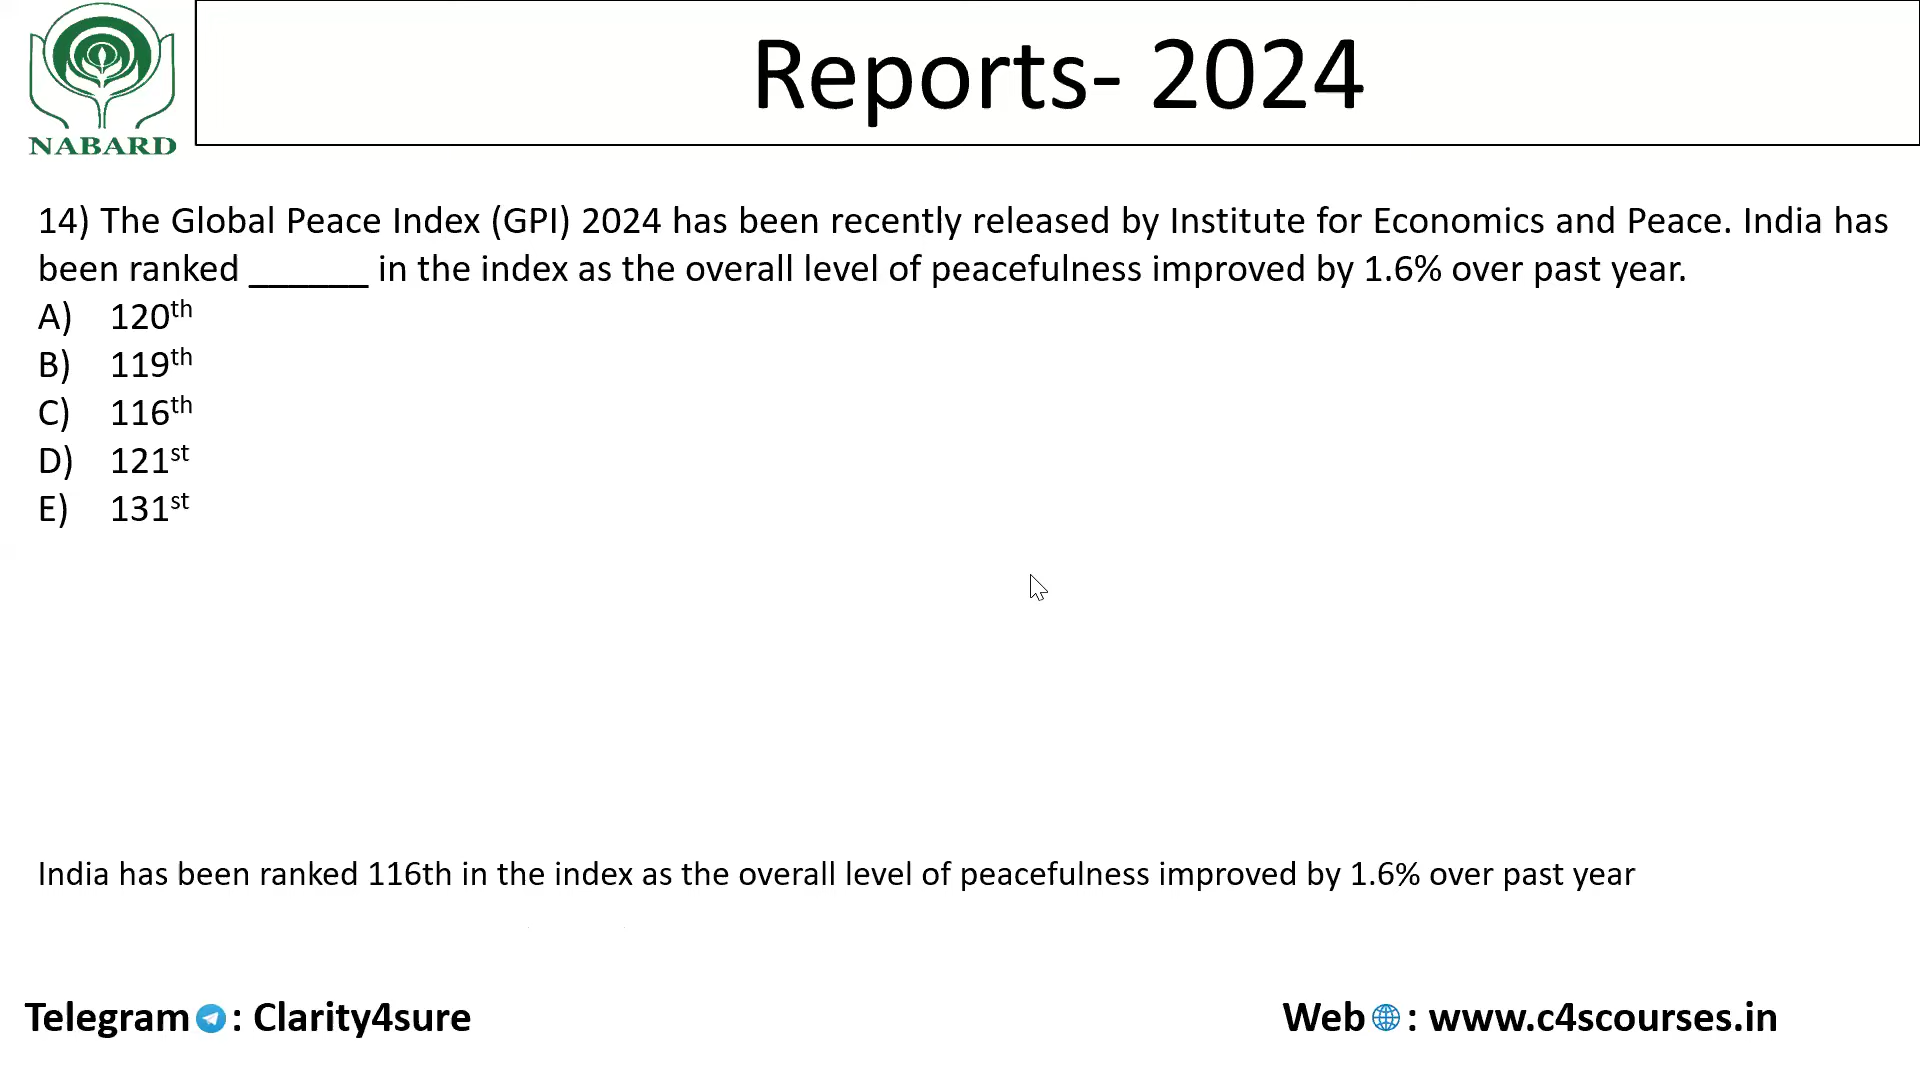 NABARD
Reports- 2024
14) The Global Peace Index (GPI) 2024 has been recently released by Institute for Economics and Peace. India has
been ranked ______ in the index as the overall level of peacefulness improved by 1.6% over past year.
A) 120th
B) 119th
C) 116th
D) 121st
E) 131st
India has been ranked 116th in the index as the overall level of peacefulness improved by 1.6% over past year
Telegram : Clarity4sure
Web : www.c4scourses.in